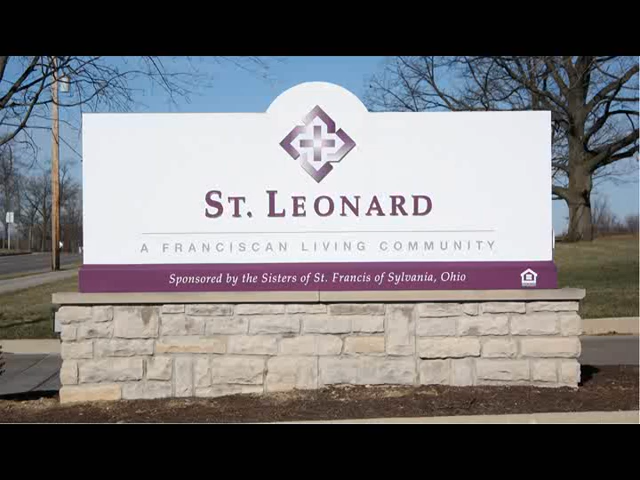 St. Leonard
A FRANCISCAN LIVING COMMUNITY
Sponsored by the Sisters of St. Francis of Sylvania, Ohio